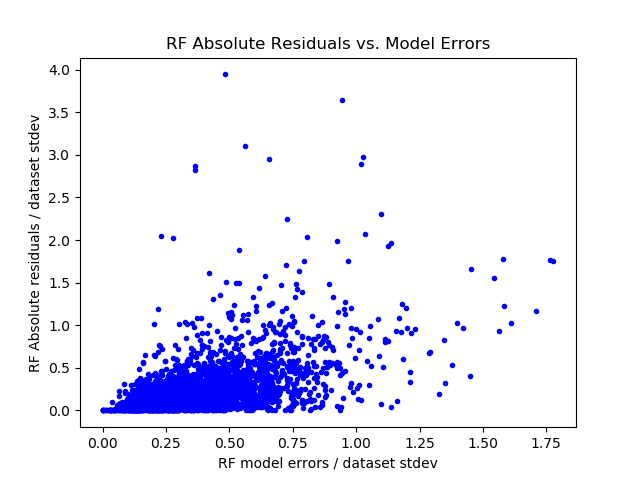 RF Absolute Residuals vs. Model Errors
4.0
3.5
3.0
2.5
2.0
1.5
1.0
0.5
0.0
RF Absolute residuals / dataset stdev
0.00 0.25 0.50 0.75 1.00 1.25 1.50 1.75
RF model errors / dataset stdev